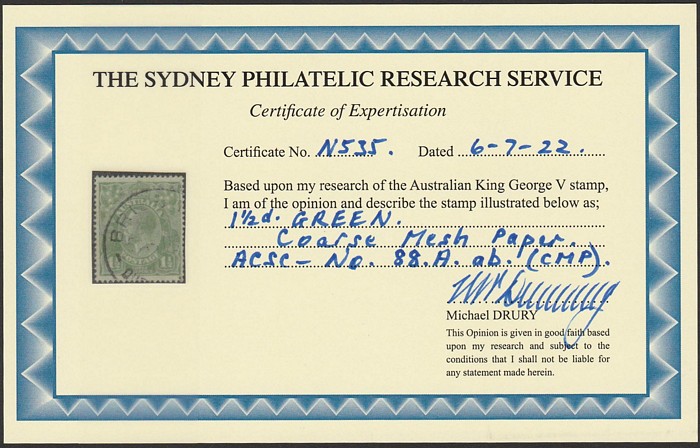 THE SYDNEY PHILATELIC RESEARCH SERVICE
Certificate of Expertisation
Certificate No. N535. Dated 6-7-22.
Based upon my research of the Australian King George V stamp,
I am of the opinion and describe the stamp illustrated below as;
1½d. GREEN.
Coarse Mesh Paper.
ACSC- No. 88.A. ab. (CMP).
Michael DRURY
This Opinion is given in good faith based
upon my research and subject to the
conditions that I shall not be liable for
any statement made herein.